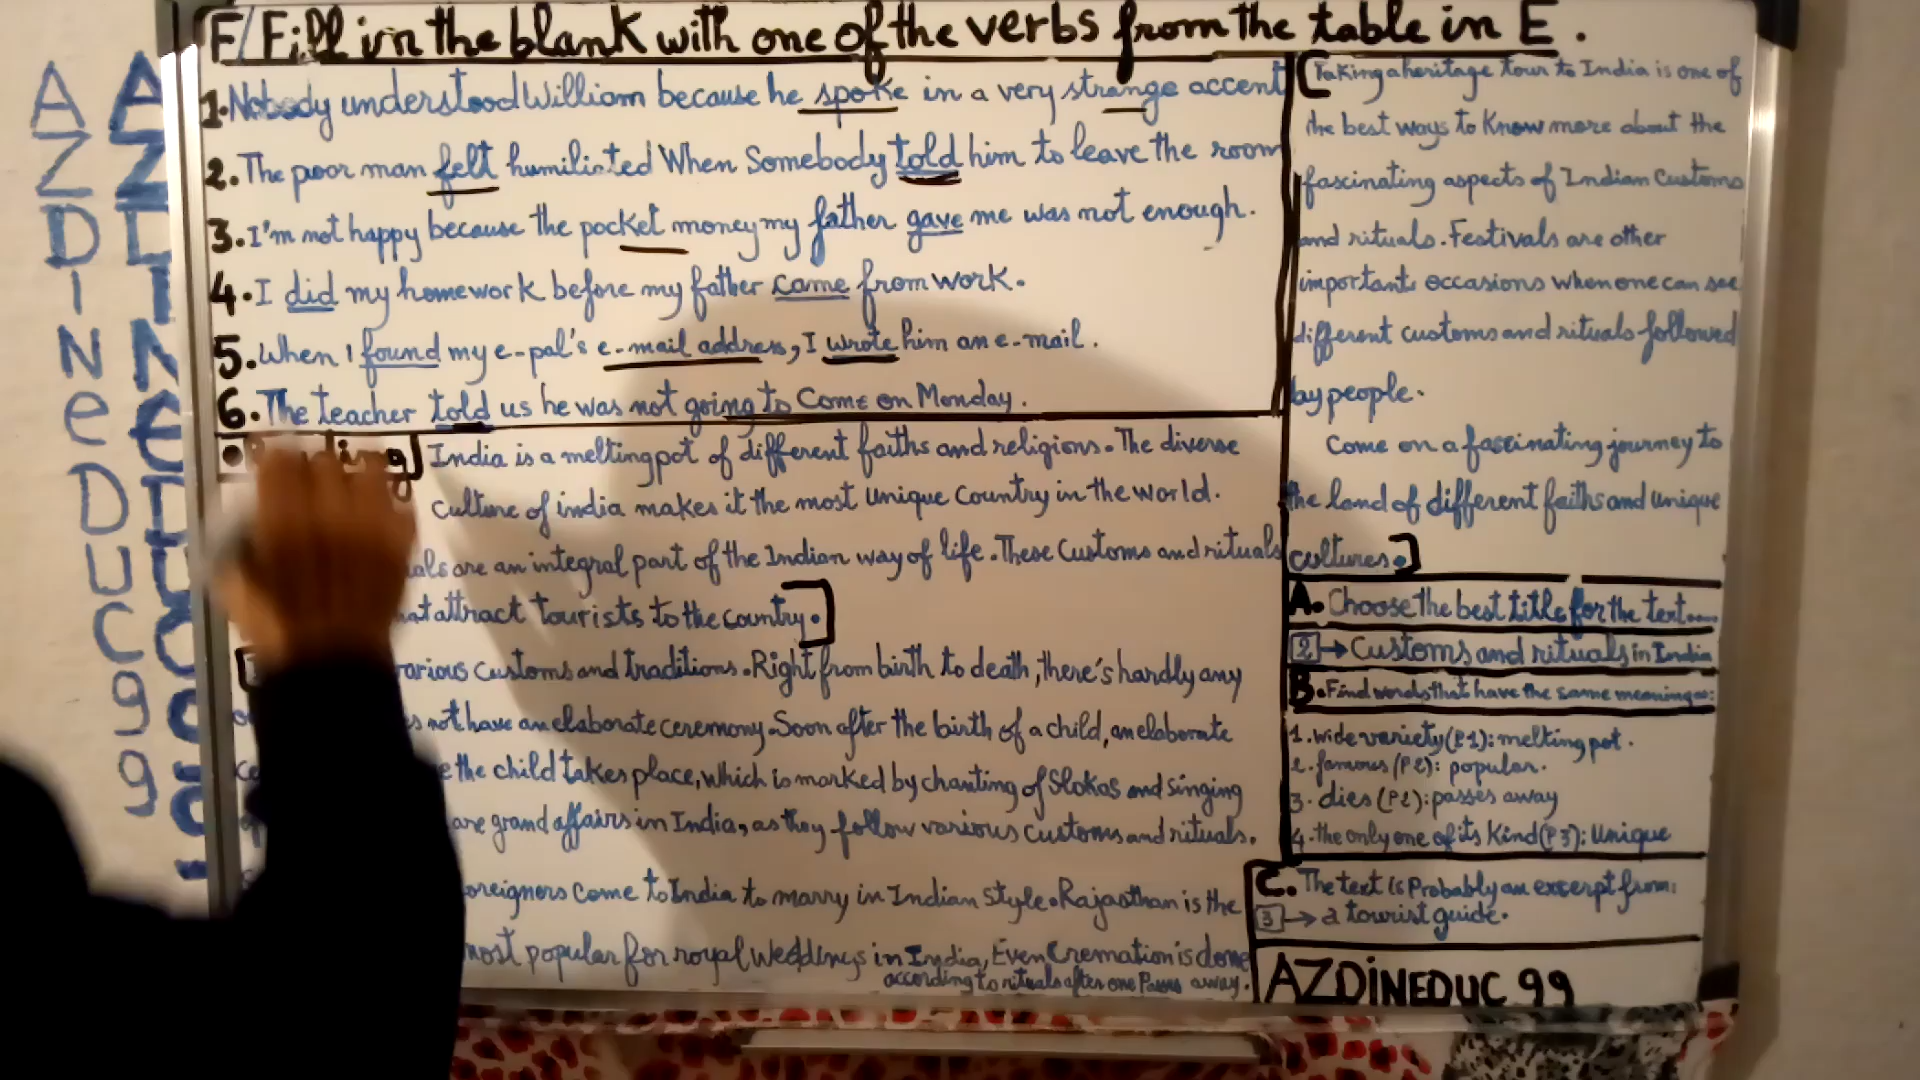 F/ Fill in the blank with one of the verbs from the table in E.
1. Nobody understood William because he spoke in a very strange accent
2. The poor man felt humiliated When Somebody told him to leave the room
3. I'm not happy because the pocket money my father gave me was not enough.
4. I did my homework before my father came from work.
5. When I found my e-pal's e-mail address, I wrote him an e-mail.
6. The teacher told us he was not going to Come on Monday.
India is a melting pot of different faiths and religions. The diverse
culture of india makes it the most Unique Country in the world.
are an integral part of the Indian way of life. These Customs and rituals
attract tourists to the country.
various customs and traditions. Right from birth to death, there's hardly any
not have an elaborate ceremony. Soon after the birth of a child, an elaborate
the child takes place, which is marked by chanting of Slokas and singing
are grand affairs in India, as they follow various customs and rituals.
foreigners come to India to marry in Indian style. Rajasthan is the
most popular for royal weddings in India, Even Cremation is done
according to rituals after one Passes away.
Taking a heritage tour to India is one of
the best ways to Know more about the
fascinating aspects of Indian Customs
and rituals. Festivals are other
important occasions when one can see
different customs and rituals followed
by people.
Come on a fascinating journey to
the land of different faiths and unique
cultures.
A. Choose the best title for the text....
2 → Customs and rituals in India
B. Find words that have the same meaning as:
1. wide variety (P1): melting pot.
2. famous (P2): popular.
3. dies (P2): passes away
4. the only one of its Kind (P3): Unique
C. The text is Probably an excerpt from:
3 → a tourist guide.
AZDiNEDUC 99
AZDINeDUC99
AZDINEDUC99